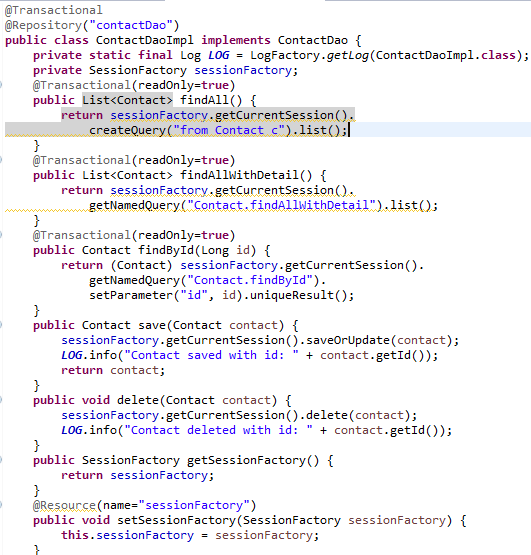 @Transactional
@Repository("contactDao")
public class ContactDaoImpl implements ContactDao {
    private static final Log LOG = LogFactory.getLog(ContactDaoImpl.class);
    private SessionFactory sessionFactory;
    @Transactional(readOnly=true)
    public List<Contact> findAll() {
        return sessionFactory.getCurrentSession().
            createQuery("from Contact c").list();
    }
    @Transactional(readOnly=true)
    public List<Contact> findAllWithDetail() {
        return sessionFactory.getCurrentSession().
            getNamedQuery("Contact.findAllWithDetail").list();
    }
    @Transactional(readOnly=true)
    public Contact findById(Long id) {
        return (Contact) sessionFactory.getCurrentSession().
            getNamedQuery("Contact.findById").
            setParameter("id", id).uniqueResult();
    }
    public Contact save(Contact contact) {
        sessionFactory.getCurrentSession().saveOrUpdate(contact);
        LOG.info("Contact saved with id: " + contact.getId());
        return contact;
    }
    public void delete(Contact contact) {
        sessionFactory.getCurrentSession().delete(contact);
        LOG.info("Contact deleted with id: " + contact.getId());
    }
    public SessionFactory getSessionFactory() {
        return sessionFactory;
    }
    @Resource(name="sessionFactory")
    public void setSessionFactory(SessionFactory sessionFactory) {
        this.sessionFactory = sessionFactory;
    }